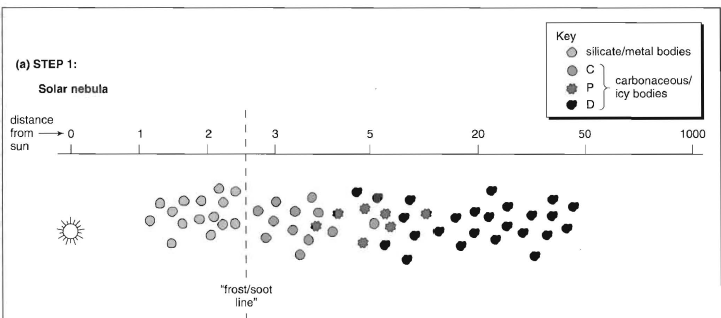 Key
silicate/metal bodies
C
P
D
carbonaceous/
icy bodies
(a) STEP 1:
Solar nebula
distance
from
sun
0 1 2 3 5 20 50 1000
"frost/soot
line"